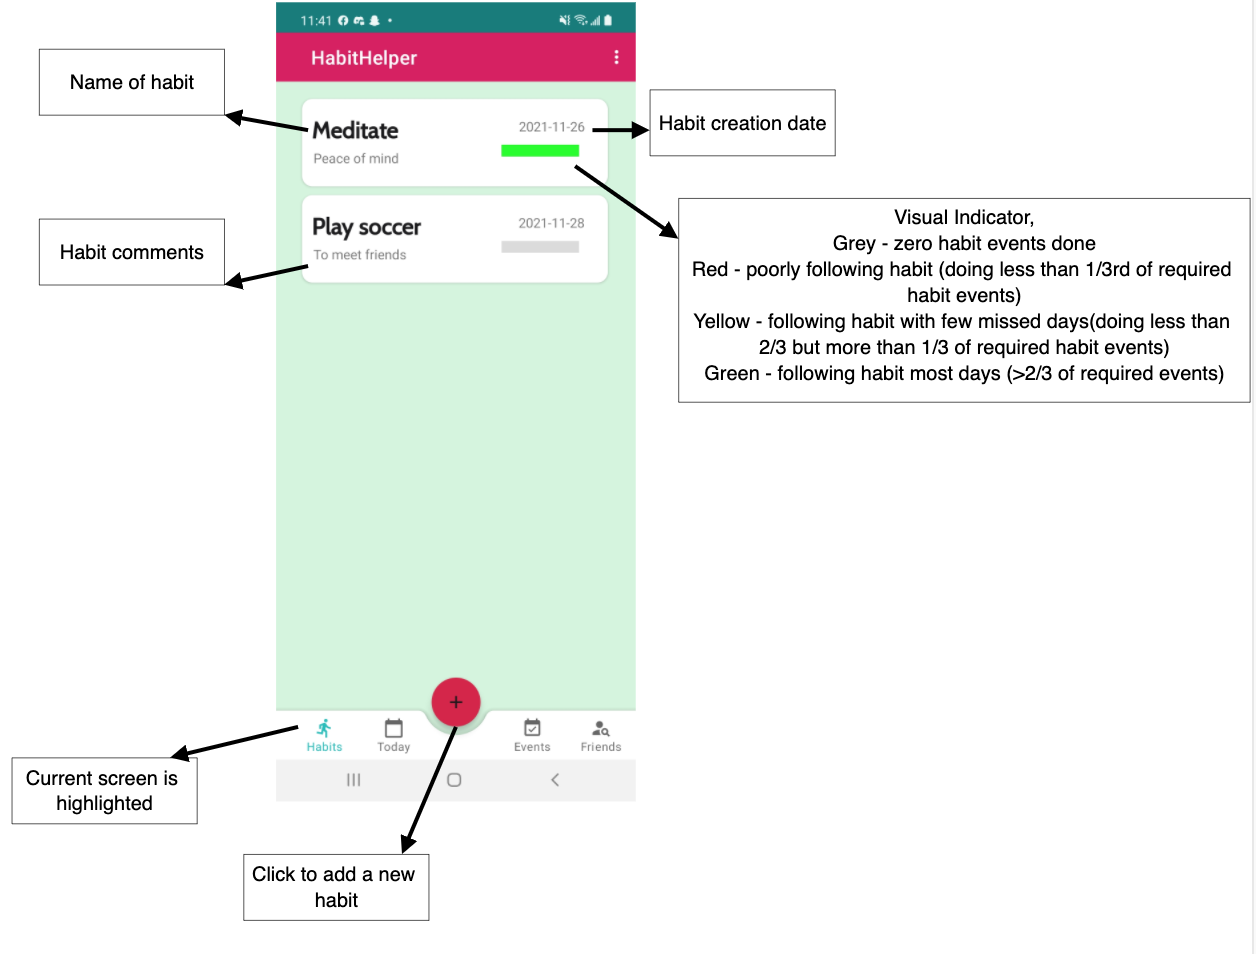 11:41
HabitHelper
Name of habit
Meditate
2021-11-26
Habit creation date
Peace of mind
Play soccer
2021-11-28
To meet friends
Habit comments
Visual Indicator,
Grey - zero habit events done
Red - poorly following habit (doing less than 1/3rd of required
habit events)
Yellow - following habit with few missed days(doing less than
2/3 but more than 1/3 of required habit events)
Green - following habit most days (>2/3 of required events)
+
Habits
Today
Events
Friends
Current screen is
highlighted
Click to add a new
habit